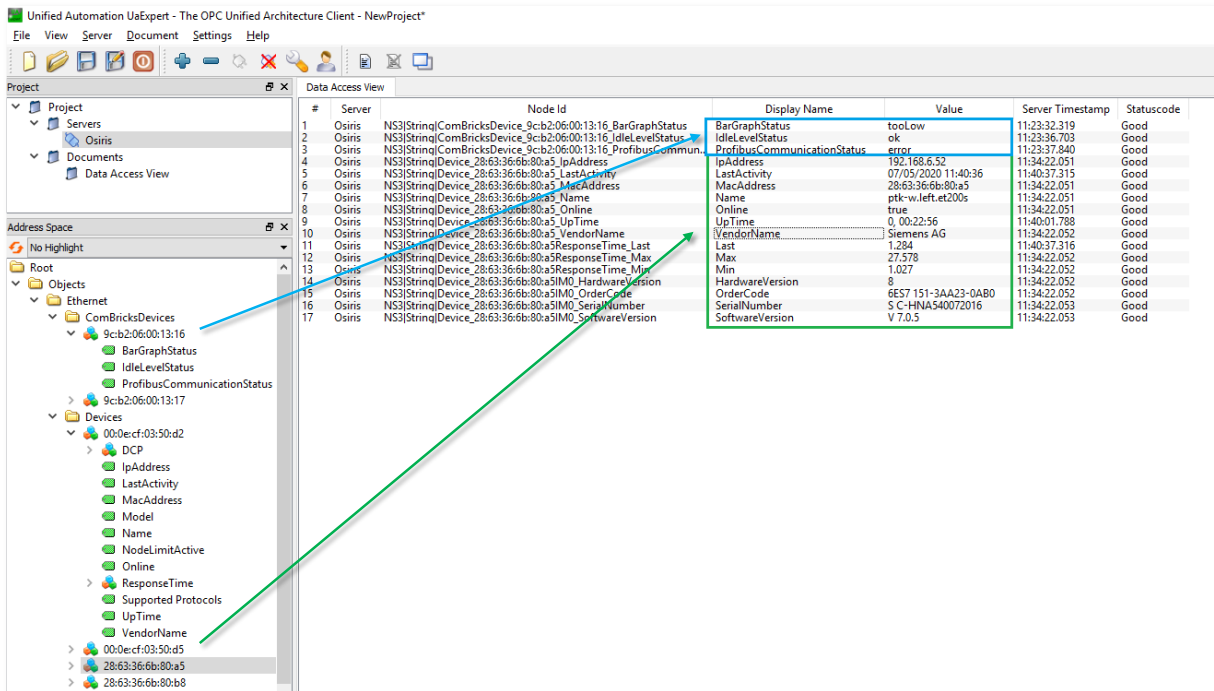 Unified Automation UaExpert - The OPC Unified Architecture Client - NewProject*
File View Server Document Settings Help
Project
Project
Servers
Osiris
Documents
Data Access View
Address Space
No Highlight
Root
Objects
Ethernet
ComBricksDevices
9c:b2:06:00:13:16
BarGraphStatus
IdleLevelStatus
ProfibusCommunicationStatus
9c:b2:06:00:13:17
Devices
00:0e:cf:03:50:d2
DCP
IpAddress
LastActivity
MacAddress
Model
Name
NodeLimitActive
Online
ResponseTime
Supported Protocols
UpTime
VendorName
00:0e:cf:03:50:d5
28:63:36:6b:80:a5
28:63:36:6b:80:b8
Data Access View
# Server Node Id Display Name Value Server Timestamp Statuscode
1 Osiris NS3|String|ComBricksDevice_9c:b2:06:00:13:16_BarGraphStatus BarGraphStatus tooLow 11:23:32.319 Good
2 Osiris NS3|String|ComBricksDevice_9c:b2:06:00:13:16_IdleLevelStatus IdleLevelStatus ok 11:23:36.703 Good
3 Osiris NS3|String|ComBricksDevice_9c:b2:06:00:13:16_ProfibusCommun... ProfibusCommunicationStatus error 11:23:37.840 Good
4 Osiris NS3|String|Device_28:63:36:6b:80:a5_IpAddress IpAddress 192.168.6.52 11:34:22.051 Good
5 Osiris NS3|String|Device_28:63:36:6b:80:a5_LastActivity LastActivity 07/05/2020 11:40:36 11:40:37.315 Good
6 Osiris NS3|String|Device_28:63:36:6b:80:a5_MacAddress MacAddress 28:63:36:6b:80:a5 11:34:22.051 Good
7 Osiris NS3|String|Device_28:63:36:6b:80:a5_Name Name ptk-w.left.et200s 11:34:22.051 Good
8 Osiris NS3|String|Device_28:63:36:6b:80:a5_Online Online true 11:34:22.051 Good
9 Osiris NS3|String|Device_28:63:36:6b:80:a5_UpTime UpTime 0, 00:22:56 11:40:01.788 Good
10 Osiris NS3|String|Device_28:63:36:6b:80:a5_VendorName VendorName Siemens AG 11:34:22.052 Good
11 Osiris NS3|String|Device_28:63:36:6b:80:a5ResponseTime_Last Last 1.284 11:40:37.316 Good
12 Osiris NS3|String|Device_28:63:36:6b:80:a5ResponseTime_Max Max 27.578 11:34:22.052 Good
13 Osiris NS3|String|Device_28:63:36:6b:80:a5ResponseTime_Min Min 1.027 11:34:22.052 Good
14 Osiris NS3|String|Device_28:63:36:6b:80:a5IM0_HardwareVersion HardwareVersion 8 11:34:22.052 Good
15 Osiris NS3|String|Device_28:63:36:6b:80:a5IM0_OrderCode OrderCode 6ES7 151-3AA23-0AB0 11:34:22.052 Good
16 Osiris NS3|String|Device_28:63:36:6b:80:a5IM0_SerialNumber SerialNumber S C-HNA540072016 11:34:22.053 Good
17 Osiris NS3|String|Device_28:63:36:6b:80:a5IM0_SoftwareVersion SoftwareVersion V 7.0.5 11:34:22.053 Good